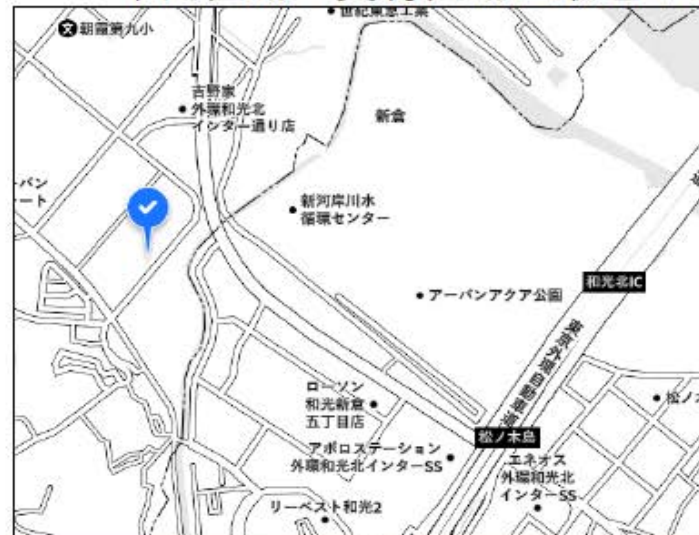 世紀東急工業
文 朝霞第九小
吉野家
外環和光北
インター通り店
新倉
新河岸川水
循環センター
アーバンアクア公園
和光北IC
東京外環自動車道
ローソン
和光新倉
五丁目店
松ノ木島
アポロステーション
外環和光北インターSS
エネオス
外環和光北
インターSS
リーベスト和光2